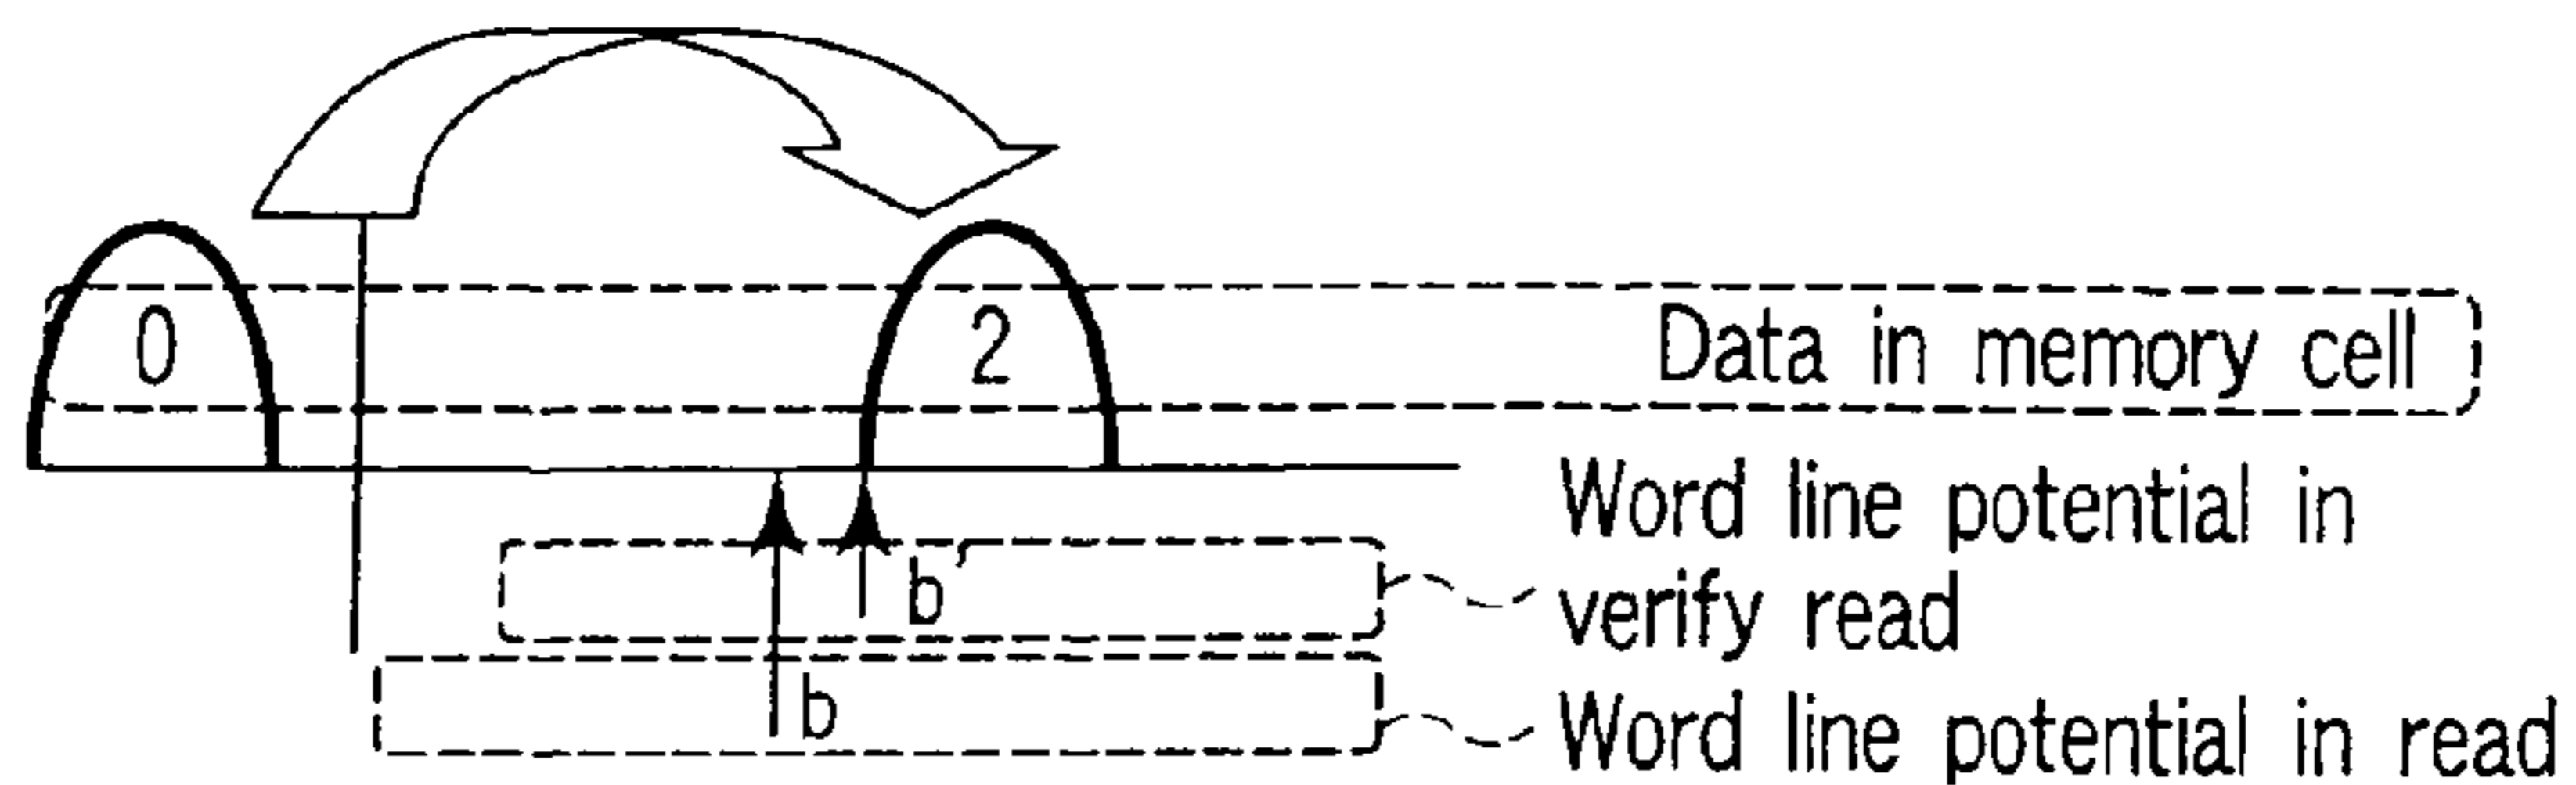 0 2 Data in memory cell
Word line potential in
b′ verify read
b Word line potential in read